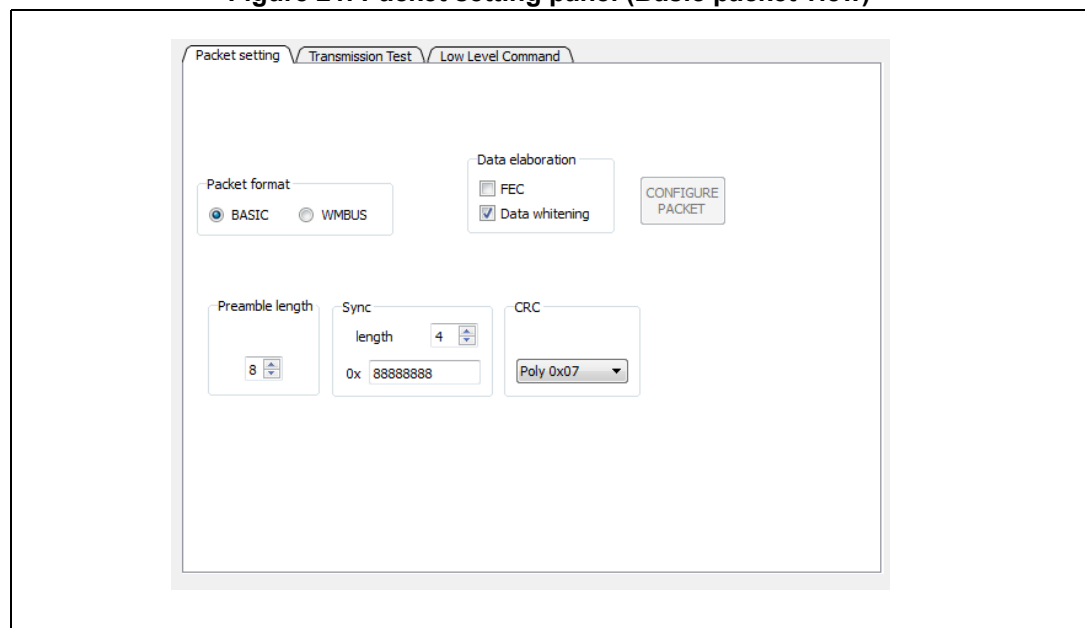 Packet setting Transmission Test Low Level Command
Data elaboration
Packet format
FEC
CONFIGURE
PACKET
BASIC WMBUS
Data whitening
Preamble length
Sync
CRC
length 4
8
0x 88888888
Poly 0x07